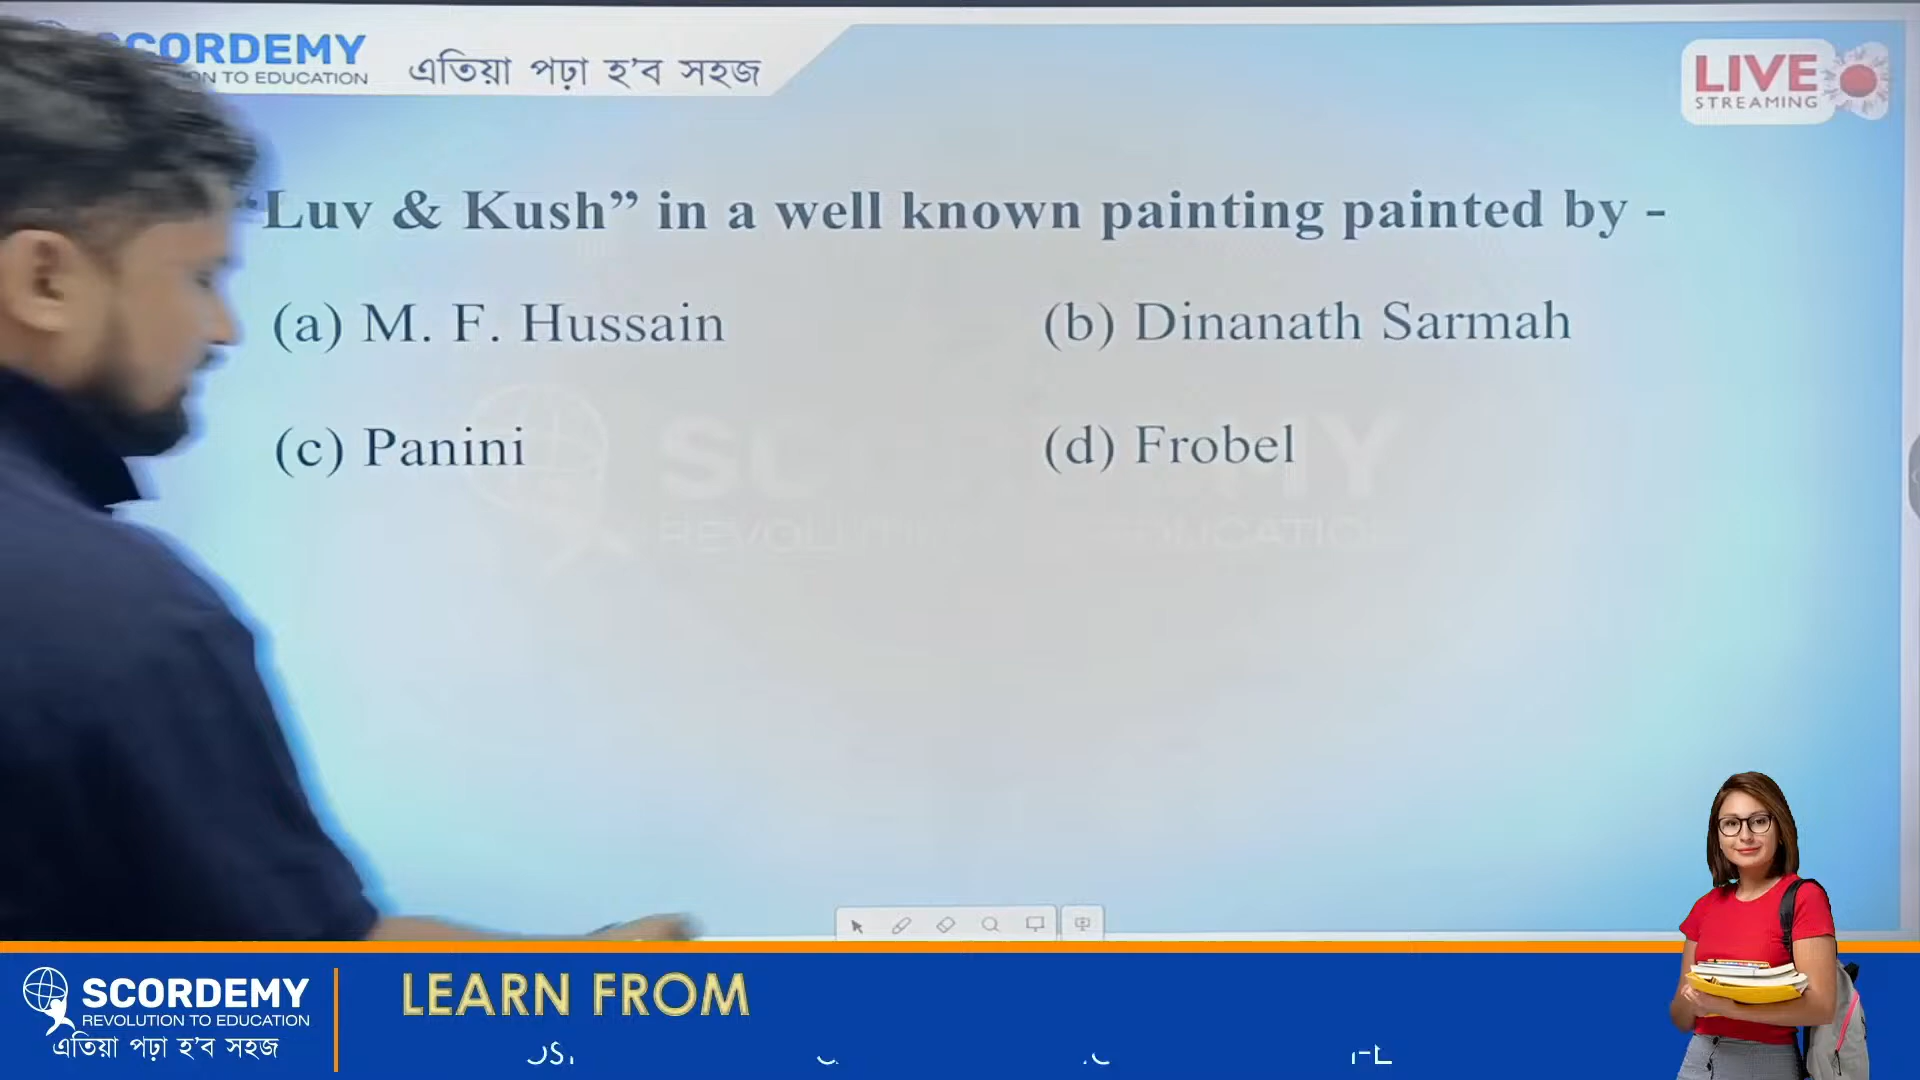 SCORDEMY
ON TO EDUCATION
এতিয়া পঢ়া হ'ব সহজ
LIVE
STREAMING
“Luv & Kush” in a well known painting painted by -
(a) M. F. Hussain
(b) Dinanath Sarmah
(c) Panini
(d) Frobel
SCORDEMY
REVOLUTION TO EDUCATION
এতিয়া পঢ়া হ'ব সহজ
LEARN FROM